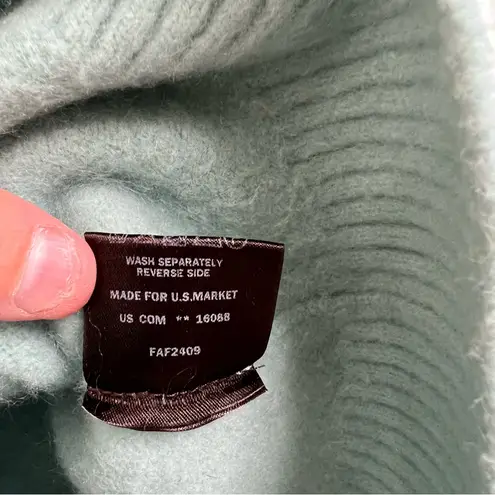 WASH SEPARATELY
REVERSE SIDE
MADE FOR U.S.MARKET
US COM ** 16088
FAF2409